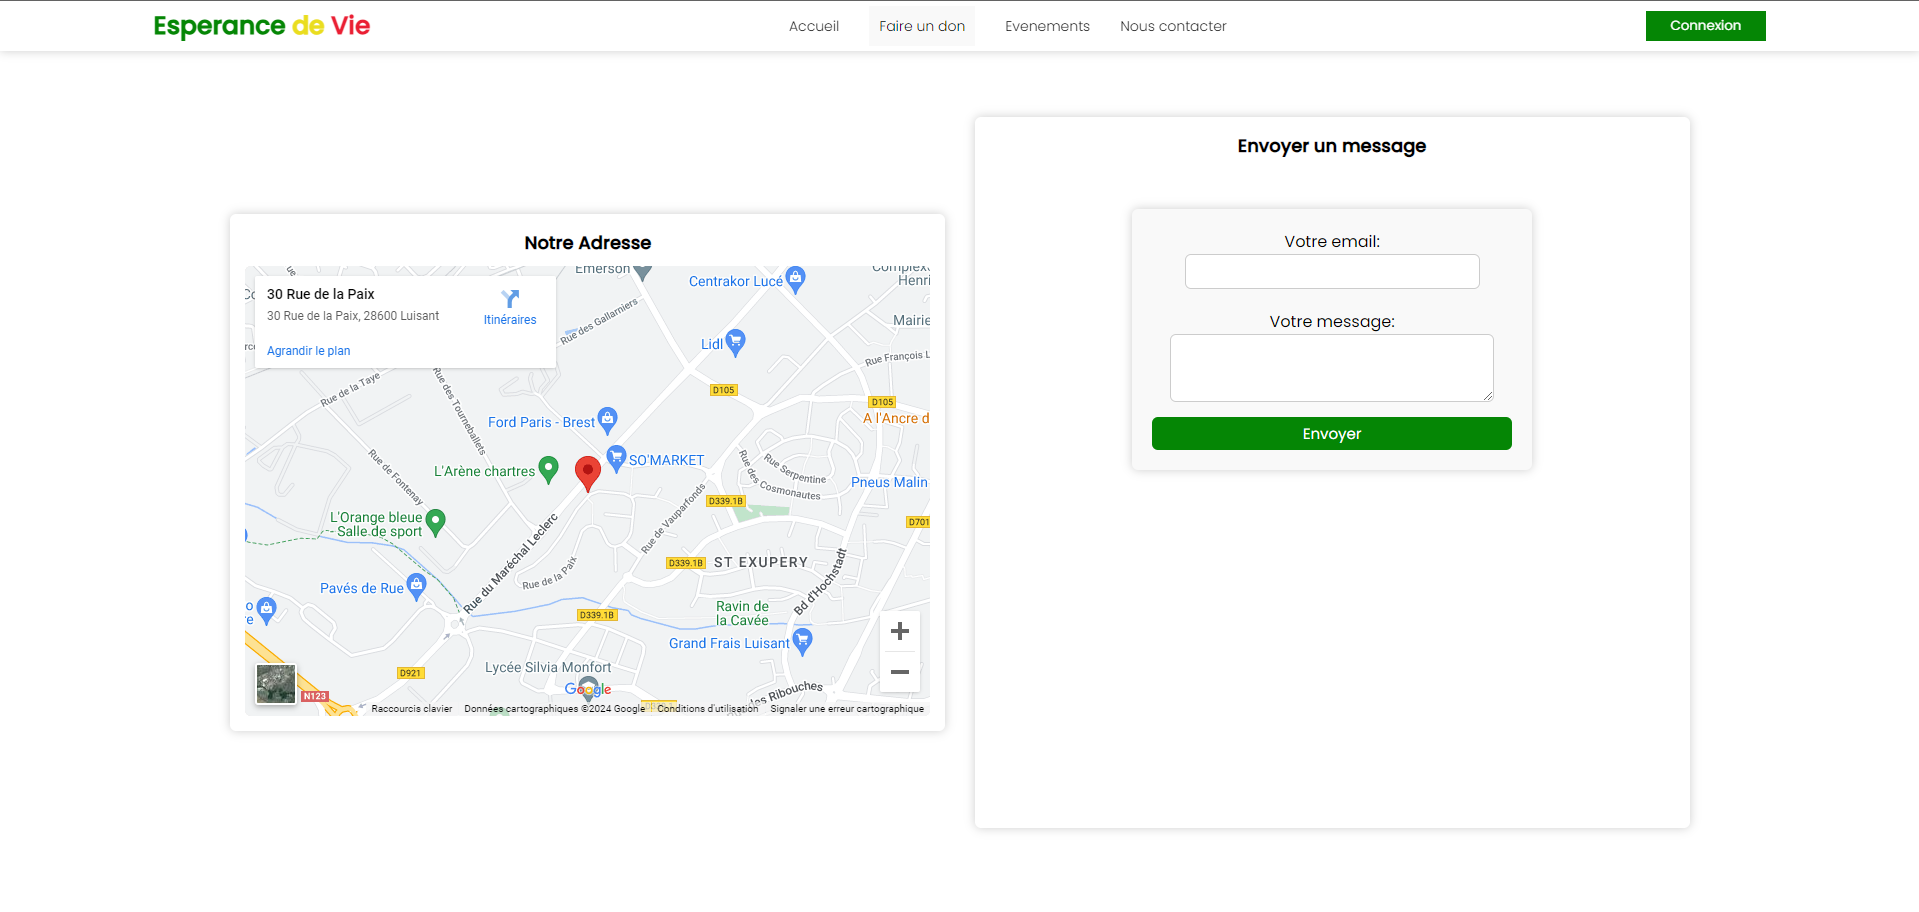 Esperance de Vie
Accueil
Faire un don
Evenements
Nous contacter
Connexion
Notre Adresse
30 Rue de la Paix
30 Rue de la Paix, 28600 Luisant
Itinéraires
Agrandir le plan
Emerson
Centrakor Lucé
Henri
Mairie
Rue des Gallarniers
Lidl
Rue François L
Rue de la Taye
Rue des Tourneballets
D105
D105
A l'Ancre d
Ford Paris - Brest
SO'MARKET
L'Arène chartres
Rue de Fontenay
Rue Serpentine
Rue des Cosmonautes
Pneus Malin
D339.1B
Rue de Vauparfonds
L'Orange bleue
Salle de sport
D701
Rue du Maréchal Leclerc
D339.1B
ST EXUPERY
Rue de la Paix
Bd d'Hochstadt
Pavés de Rue
Ravin de
la Cavée
D339.1B
Grand Frais Luisant
Lycée Silvia Monfort
D921
N123
Google
des Ribouches
Raccourcis clavier
Données cartographiques ©2024 Google
Conditions d'utilisation
Signaler une erreur cartographique
Envoyer un message
Votre email:
Votre message:
Envoyer